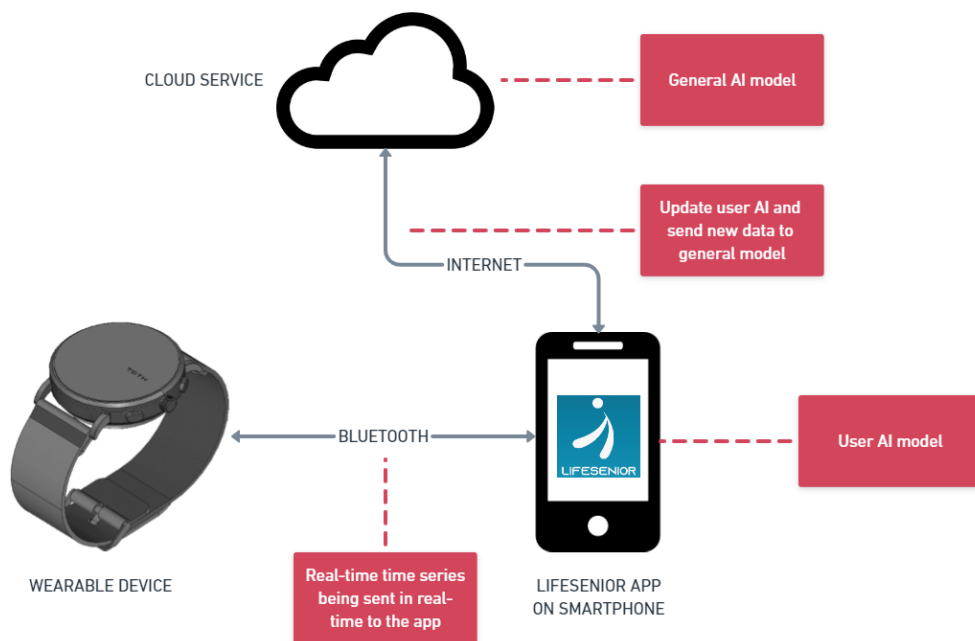 CLOUD SERVICE
General AI model
Update user AI and
send new data to
general model
INTERNET
BLUETOOTH
LIFESENIOR
User AI model
WEARABLE DEVICE
Real-time time series
being sent in real-
time to the app
LIFESENIOR APP
ON SMARTPHONE